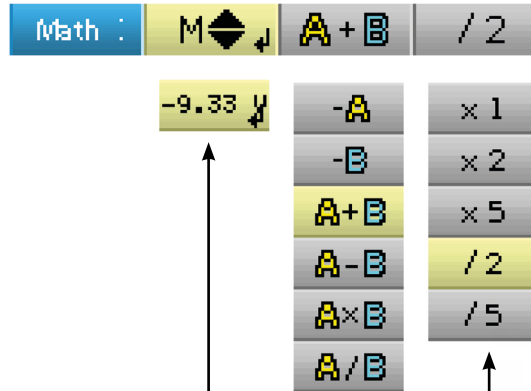 Math : M A + B / 2
-9.33 y
-A x 1
-B x 2
A+B x 5
A-B / 2
A×B / 5
A/B